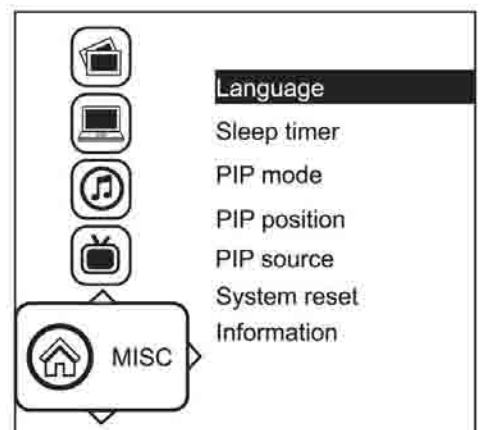 Language
Sleep timer
PIP mode
PIP position
PIP source
System reset
Information
MISC